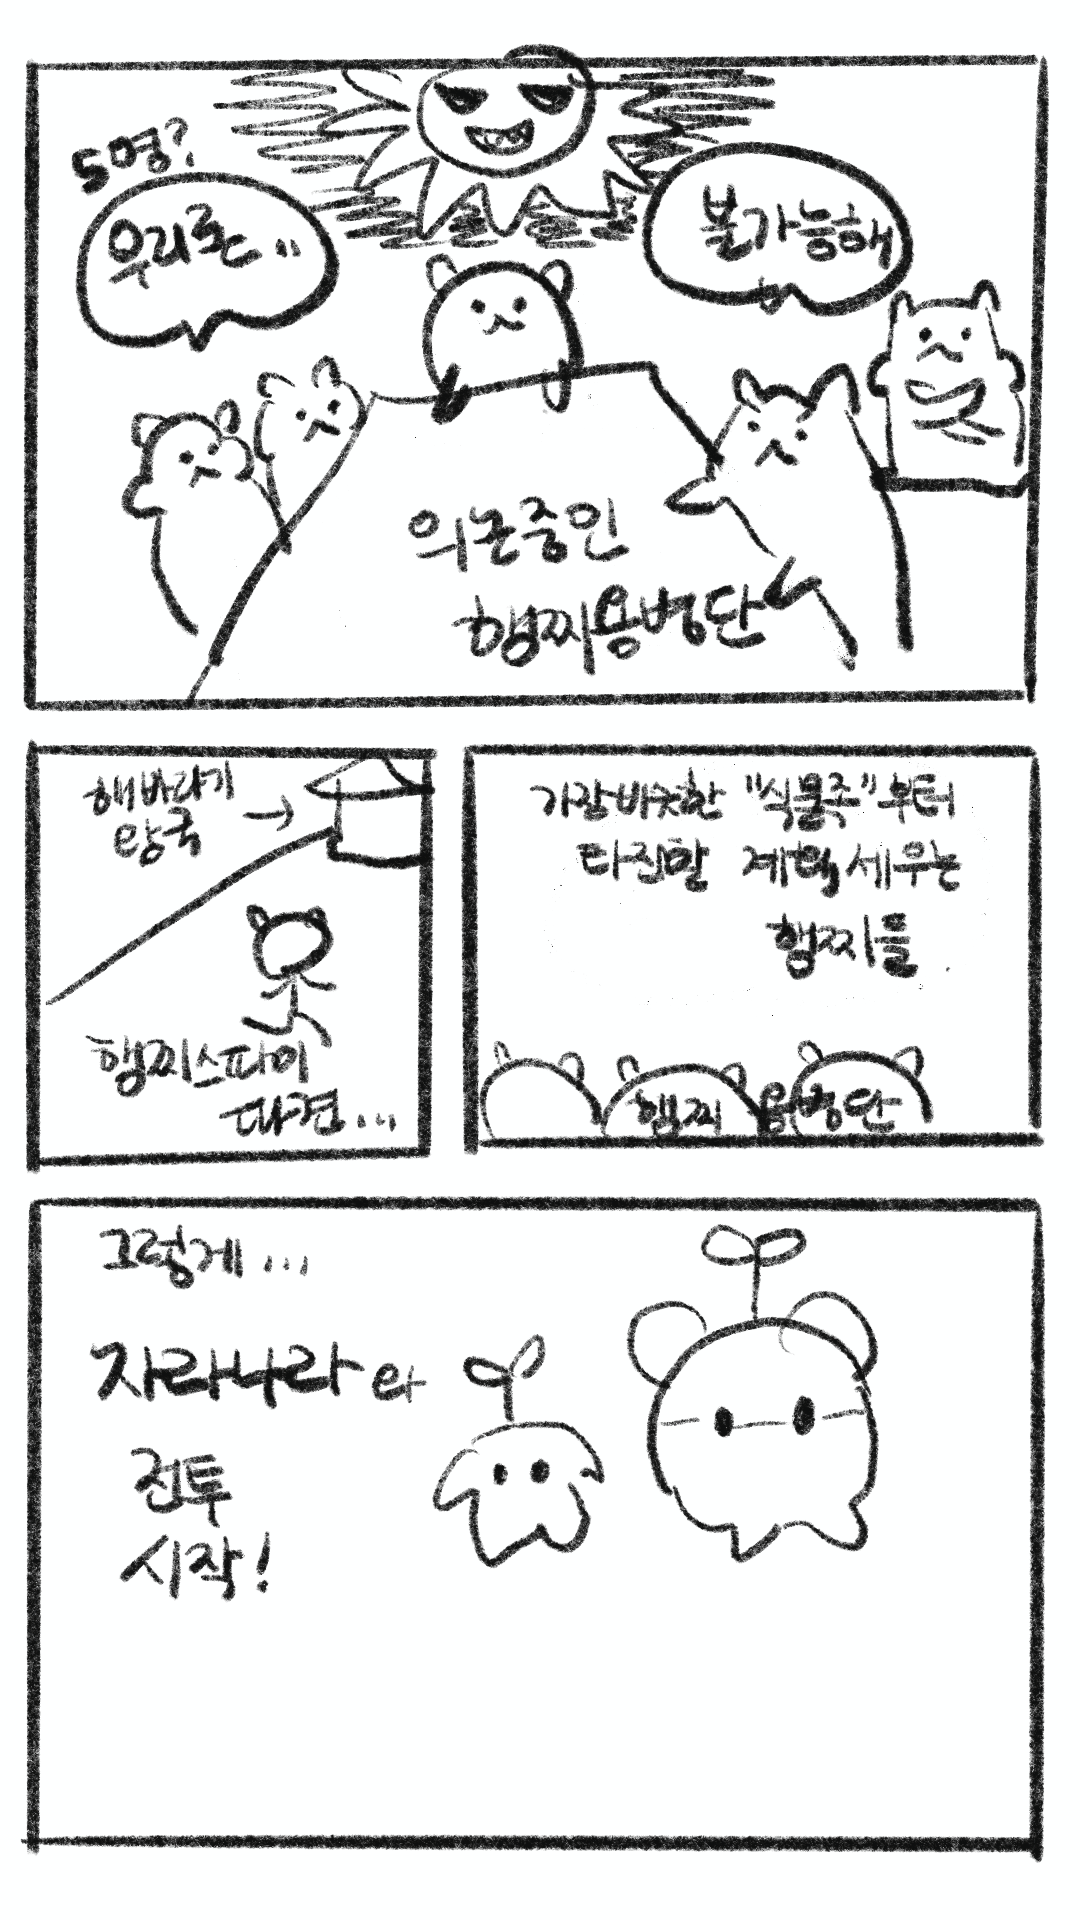 5명?
우리론..
불가능해
의논중인
햄찌용병단
해바라기
왕국
→
햄찌스파이
파견...
가장비슷한 "식물족"부터
타진할 계획세우는
햄찌들
햄찌 용병단
그렇게...
자라나라와
전투
시작!